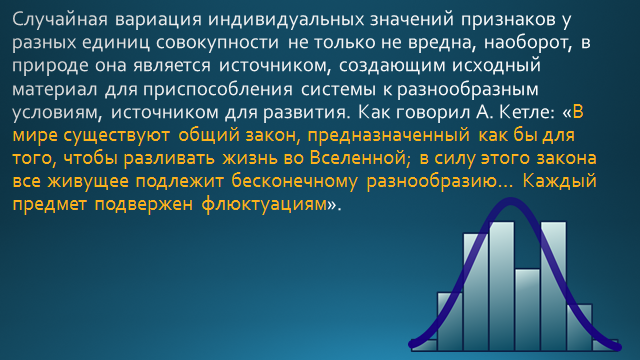 Случайная вариация индивидуальных значений признаков у
разных единиц совокупности не только не вредна, наоборот, в
природе она является источником, создающим исходный
материал для приспособления системы к разнообразным
условиям, источником для развития. Как говорил А. Кетле: «В
мире существуют общий закон, предназначенный как бы для
того, чтобы разливать жизнь во Вселенной; в силу этого закона
все живущее подлежит бесконечному разнообразию... Каждый
предмет подвержен флюктуациям».